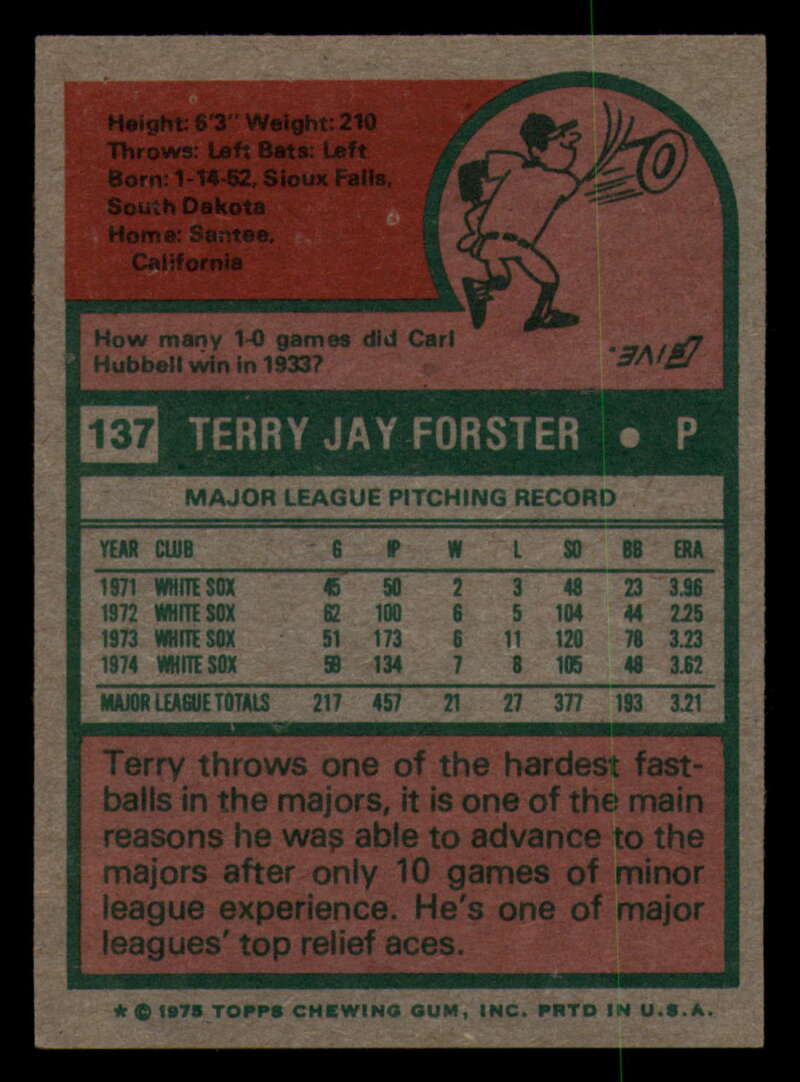 Height: 6'3" Weight: 210
Throws: Left Bats: Left
Born: 1-14-52, Sioux Falls,
South Dakota
Home: Santee,
California
How many 1-0 games did Carl
Hubbell win in 1933?
FIVE.
137 TERRY JAY FORSTER • P
MAJOR LEAGUE PITCHING RECORD
YEAR CLUB G IP W L SO BB ERA
1971 WHITE SOX 45 50 2 3 48 23 3.96
1972 WHITE SOX 62 100 6 5 104 44 2.25
1973 WHITE SOX 51 173 6 11 120 78 3.23
1974 WHITE SOX 59 134 7 8 105 48 3.62
MAJOR LEAGUE TOTALS 217 457 21 27 377 193 3.21
Terry throws one of the hardest fast-
balls in the majors, it is one of the main
reasons he was able to advance to the
majors after only 10 games of minor
league experience. He's one of major
leagues' top relief aces.
* © 1975 TOPPS CHEWING GUM, INC. PRTD IN U.S.A.